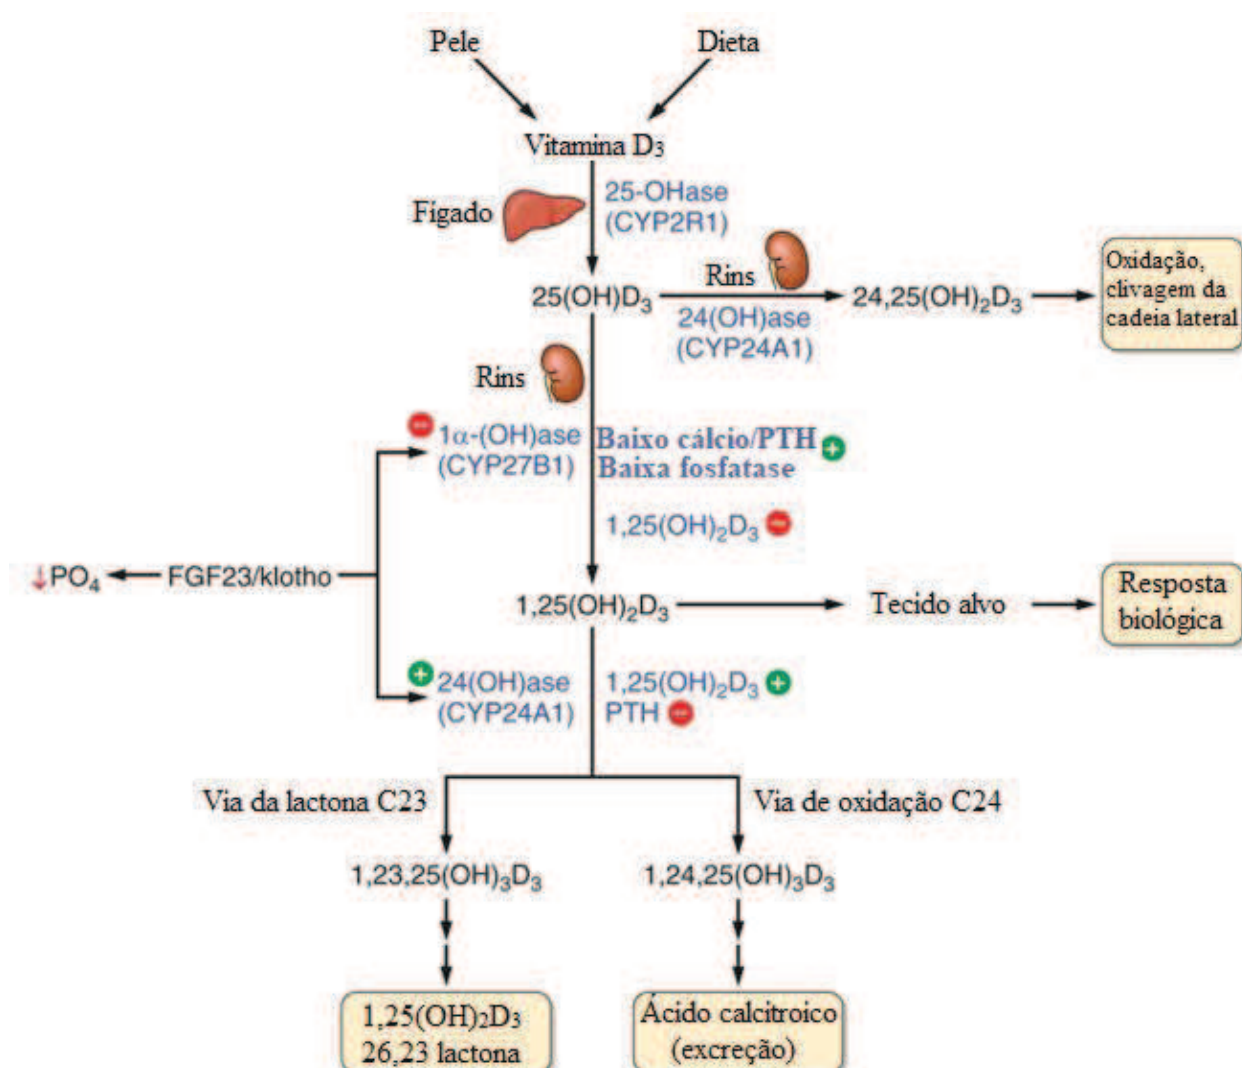 Pele
Dieta
Vitamina D3
Fígado
25-OHase
(CYP2R1)
Rins
25(OH)D3
24(OH)ase
(CYP24A1)
24,25(OH)2D3
Oxidação,
clivagem da
cadeia lateral
Rins
1α-(OH)ase
(CYP27B1)
Baixo cálcio/PTH
Baixa fosfatase
1,25(OH)2D3
↓PO4
FGF23/klotho
1,25(OH)2D3
Tecido alvo
Resposta
biológica
24(OH)ase
(CYP24A1)
1,25(OH)2D3
PTH
Via da lactona C23
Via de oxidação C24
1,23,25(OH)3D3
1,24,25(OH)3D3
1,25(OH)2D3
26,23 lactona
Ácido calcitroico
(excreção)